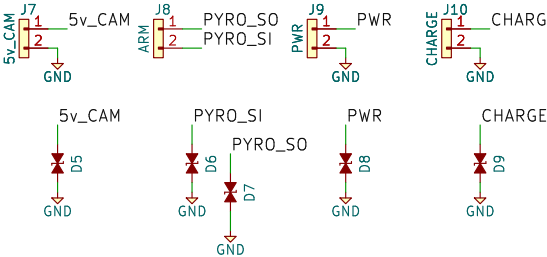 J7
5v_CAM
1
2
5v_CAM
GND
J8
ARM
1
2
PYRO_SO
PYRO_SI
J9
PWR
1
2
PWR
GND
J10
CHARGE
1
2
CHARG
GND
5v_CAM
D5
GND
PYRO_SI
D6
GND
PYRO_SO
D7
GND
PWR
D8
GND
CHARGE
D9
GND